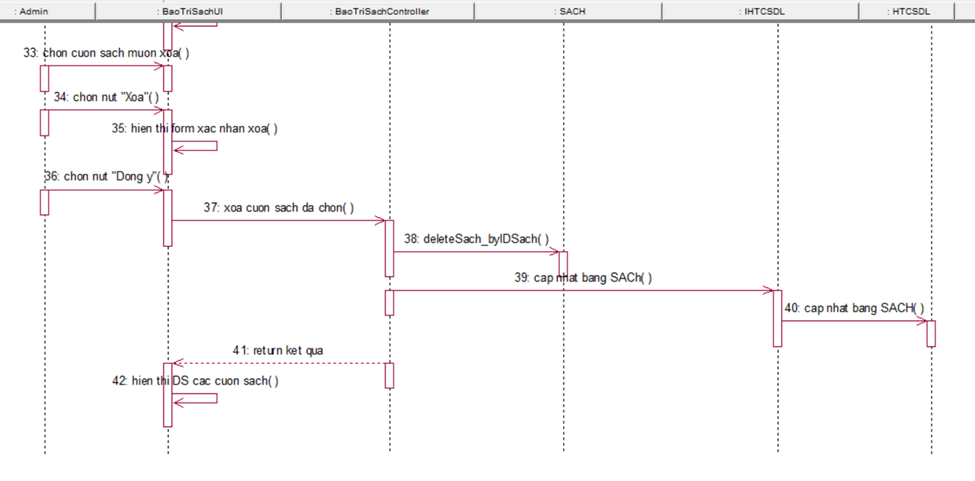 : Admin
: BaoTriSachUI
: BaoTriSachController
: SACH
: IHTCSDL
: HTCSDL
33: chon cuon sach muon xoa( )
34: chon nut "Xoa"( )
35: hien thi form xac nhan xoa( )
36: chon nut "Dong y"( )
37: xoa cuon sach da chon( )
38: deleteSach_byIDSach( )
39: cap nhat bang SACh( )
40: cap nhat bang SACH( )
41: return ket qua
42: hien thi DS cac cuon sach( )